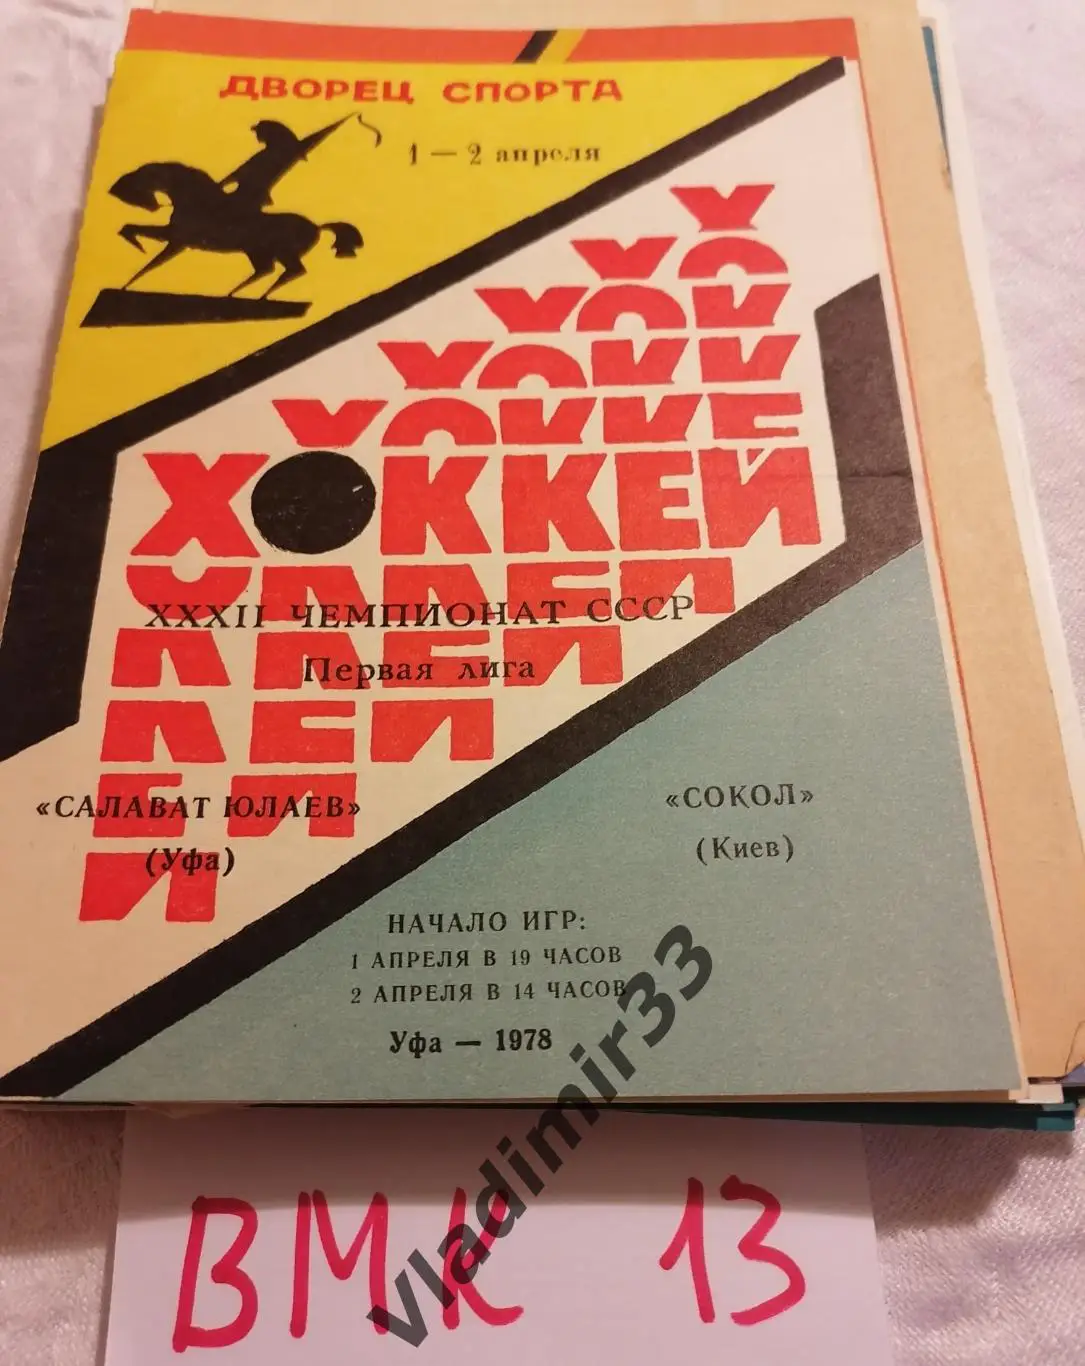 ДВОРЕЦ СПОРТА
1 — 2 апреля
ХОККЕЙ
XXXII ЧЕМПИОНАТ СССР
Первая лига
«САЛАВАТ ЮЛАЕВ»
(Уфа)
«СОКОЛ»
(Киев)
НАЧАЛО ИГР:
1 АПРЕЛЯ В 19 ЧАСОВ
2 АПРЕЛЯ В 14 ЧАСОВ
Уфа — 1978
Vladimir33
ВМК 13